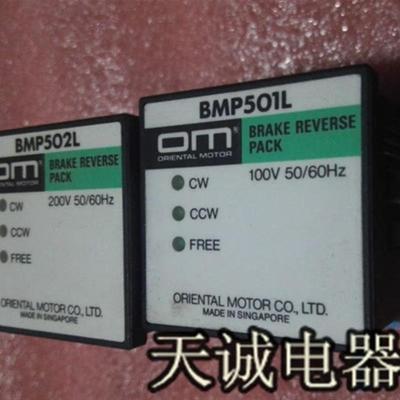 BMP502L
OM
ORIENTAL MOTOR
BRAKE REVERSE
PACK
200V 50/60Hz
CW
CCW
FREE
ORIENTAL MOTOR CO., LTD.
MADE IN SINGAPORE
BMP501L
OM
ORIENTAL MOTOR
BRAKE REVERSE
PACK
100V 50/60Hz
CW
CCW
FREE
ORIENTAL MOTOR CO., LTD.
MADE IN SINGAPORE
天诚电器